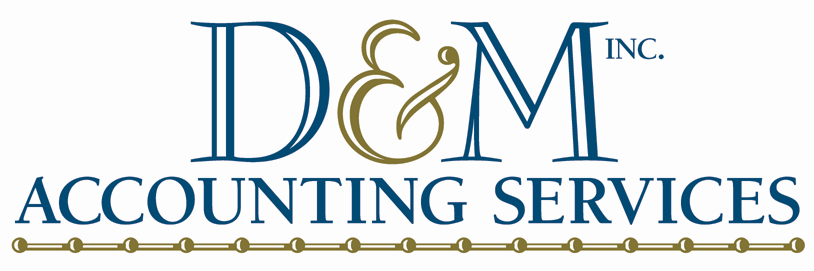 D&M INC.
ACCOUNTING SERVICES